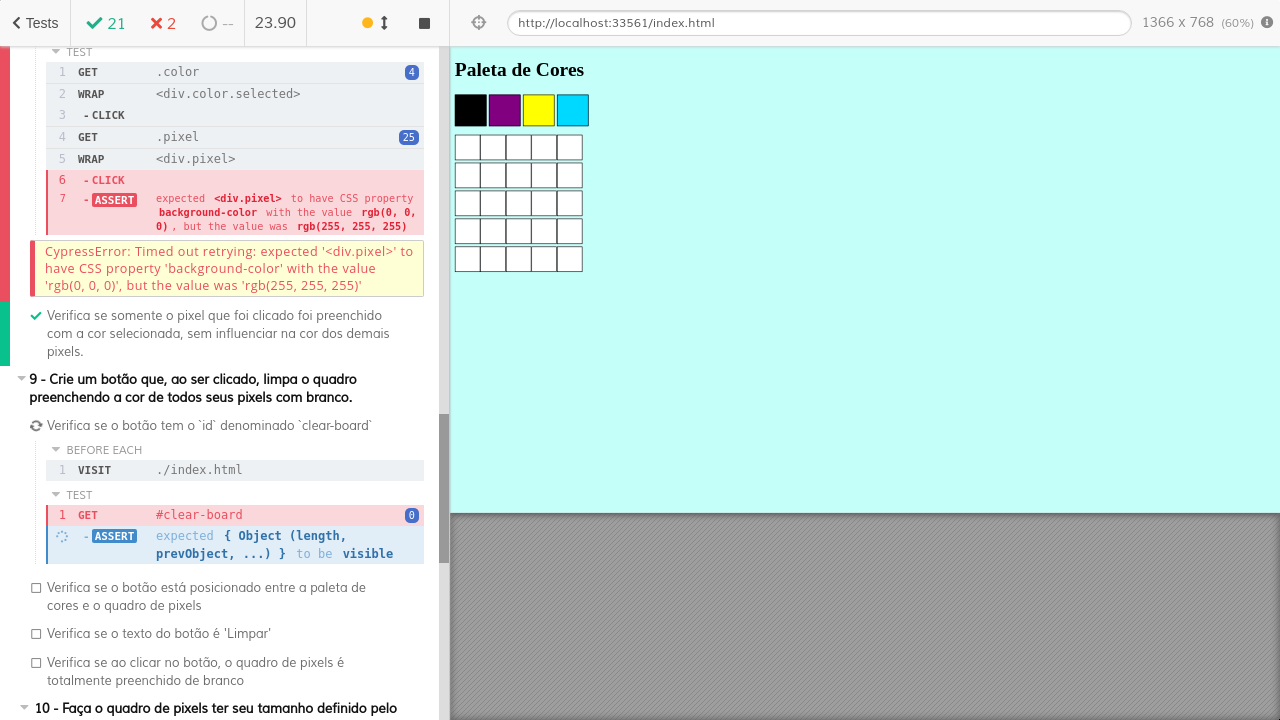 Tests 21 2 -- 23.90 http://localhost:33561/index.html 1366 x 768 (60%)
TEST
1 GET .color 4
2 WRAP <div.color.selected>
3 - CLICK
4 GET .pixel 25
5 WRAP <div.pixel>
6 - CLICK
7 - ASSERT expected <div.pixel> to have CSS property
background-color with the value rgb(0, 0,
0) , but the value was rgb(255, 255, 255)
CypressError: Timed out retrying: expected '<div.pixel>' to
have CSS property 'background-color' with the value
'rgb(0, 0, 0)', but the value was 'rgb(255, 255, 255)'
Verifica se somente o pixel que foi clicado foi preenchido
com a cor selecionada, sem influenciar na cor dos demais
pixels.
9 - Crie um botão que, ao ser clicado, limpa o quadro
preenchendo a cor de todos seus pixels com branco.
Verifica se o botão tem o `id` denominado `clear-board`
BEFORE EACH
1 VISIT ./index.html
TEST
1 GET #clear-board 0
- ASSERT expected { Object (length,
prevObject, ...) } to be visible
Verifica se o botão está posicionado entre a paleta de
cores e o quadro de pixels
Verifica se o texto do botão é 'Limpar'
Verifica se ao clicar no botão, o quadro de pixels é
totalmente preenchido de branco
10 - Faça o quadro de pixels ter seu tamanho definido pelo
Paleta de Cores